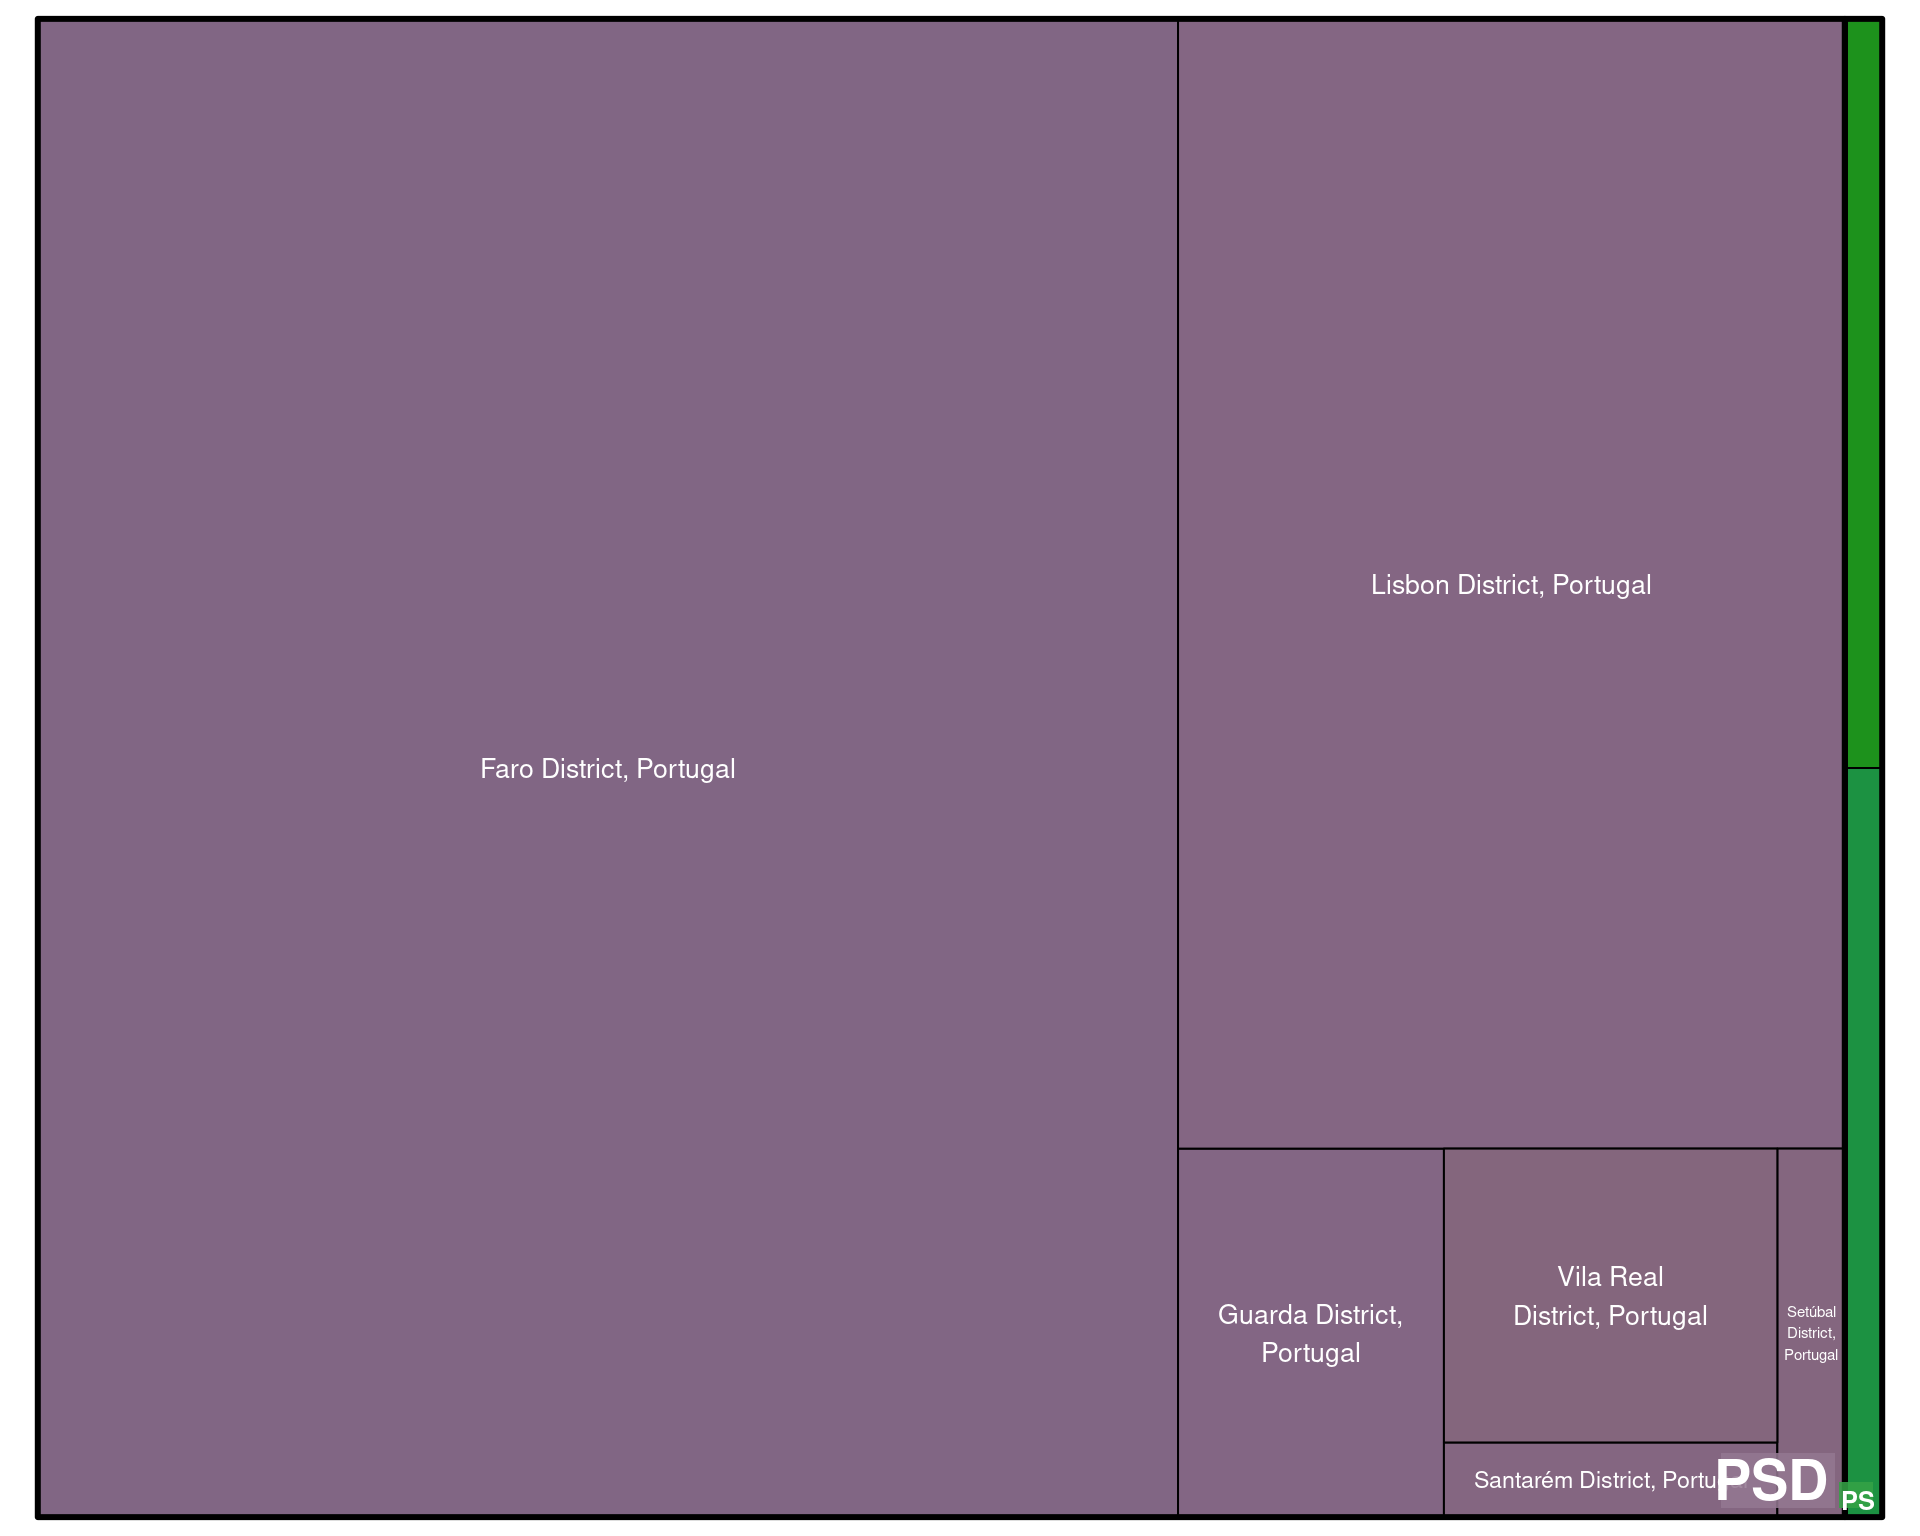 Faro District, Portugal
Lisbon District, Portugal
Guarda District,
Portugal
Vila Real
District, Portugal
Setúbal
District,
Portugal
Santarém District, Portu
PSD
PS